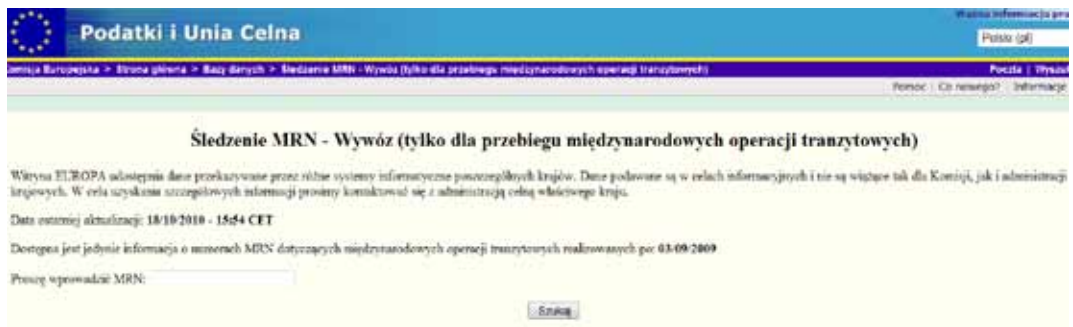 Ważna informacja pra
Podatki i Unia Celna
Polski (pl)
omisja Europejska > Strona główna > Bazy danych > Śledzenie MRN - Wywóz (tylko dla przebiegu międzynarodowych operacji tranzytowych)
Poczta | Wyszuk
Pomoc | Co nowego? | Informacje
Śledzenie MRN - Wywóz (tylko dla przebiegu międzynarodowych operacji tranzytowych)
Witryna EUROPA udostępnia dane przekazywane przez różne systemy informatyczne poszczególnych krajów. Dane podawane są w celach informacyjnych i nie są wiążące tak dla Komisji, jak i administracji
krajowych. W celu uzyskania szczegółowych informacji prosimy kontaktować się z administracją celną właściwego kraju.
Data ostatniej aktualizacji: 18/10/2010 - 15:54 CET
Dostępna jest jedynie informacja o numerach MRN dotyczących międzynarodowych operacji tranzytowych realizowanych po: 03/09/2009
Proszę wprowadzić MRN:
Szukaj